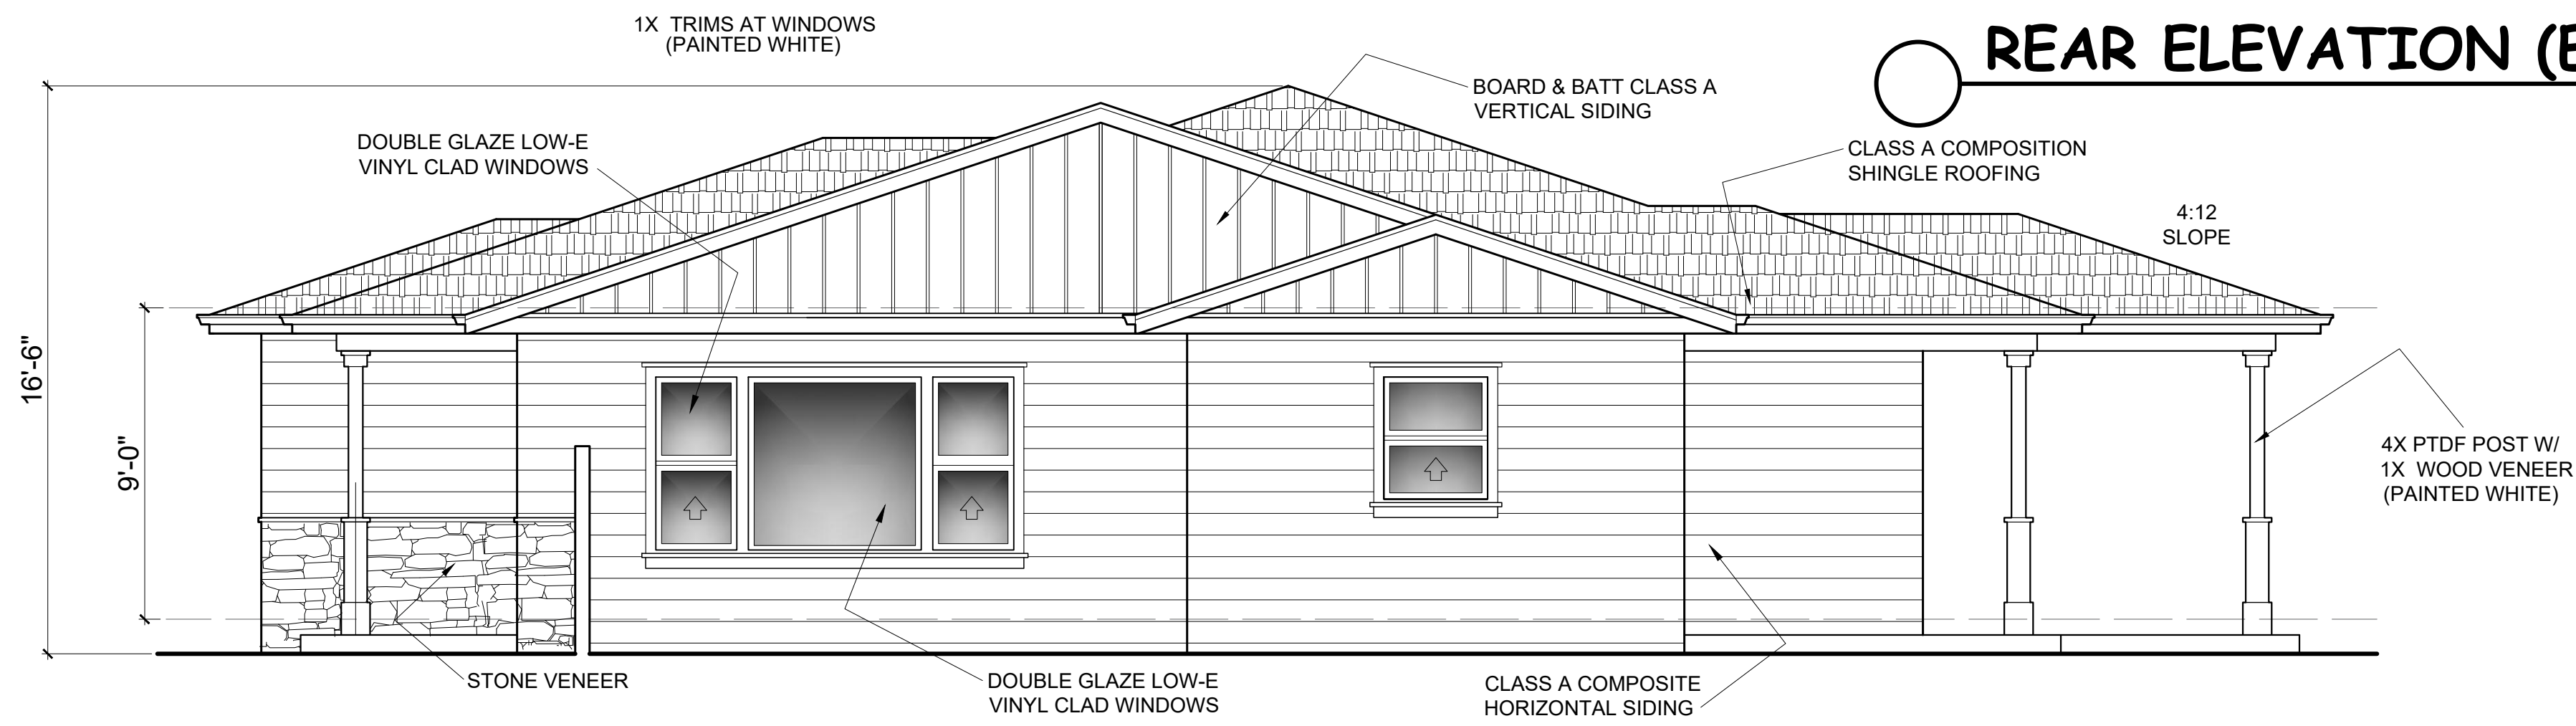 1X  TRIMS AT WINDOWS
(PAINTED WHITE)
REAR ELEVATION (E
BOARD & BATT CLASS A
VERTICAL SIDING
DOUBLE GLAZE LOW-E
VINYL CLAD WINDOWS
CLASS A COMPOSITION
SHINGLE ROOFING
4:12
SLOPE
16'-6"
9'-0"
4X PTDF POST W/
1X  WOOD VENEER
(PAINTED WHITE)
STONE VENEER
DOUBLE GLAZE LOW-E
VINYL CLAD WINDOWS
CLASS A COMPOSITE
HORIZONTAL SIDING